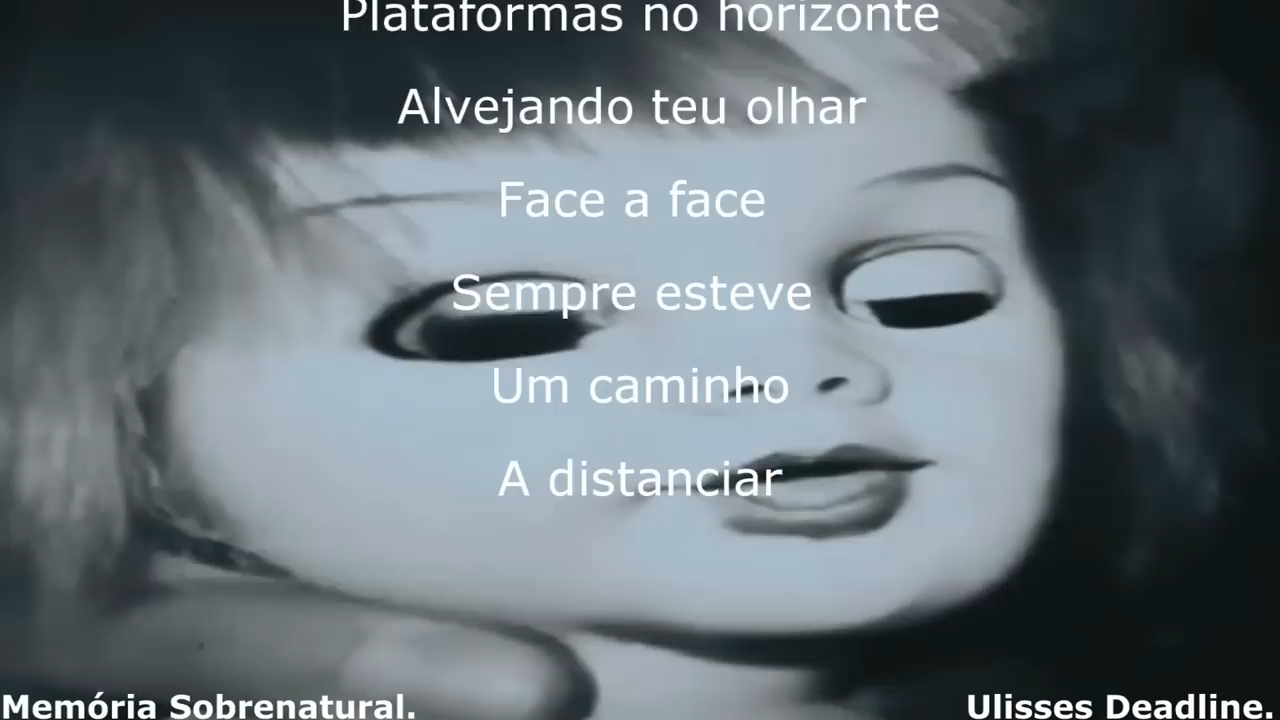 Plataformas no horizonte
Alvejando teu olhar
Face a face
Sempre esteve
Um caminho
A distanciar
Memória Sobrenatural.
Ulisses Deadline.